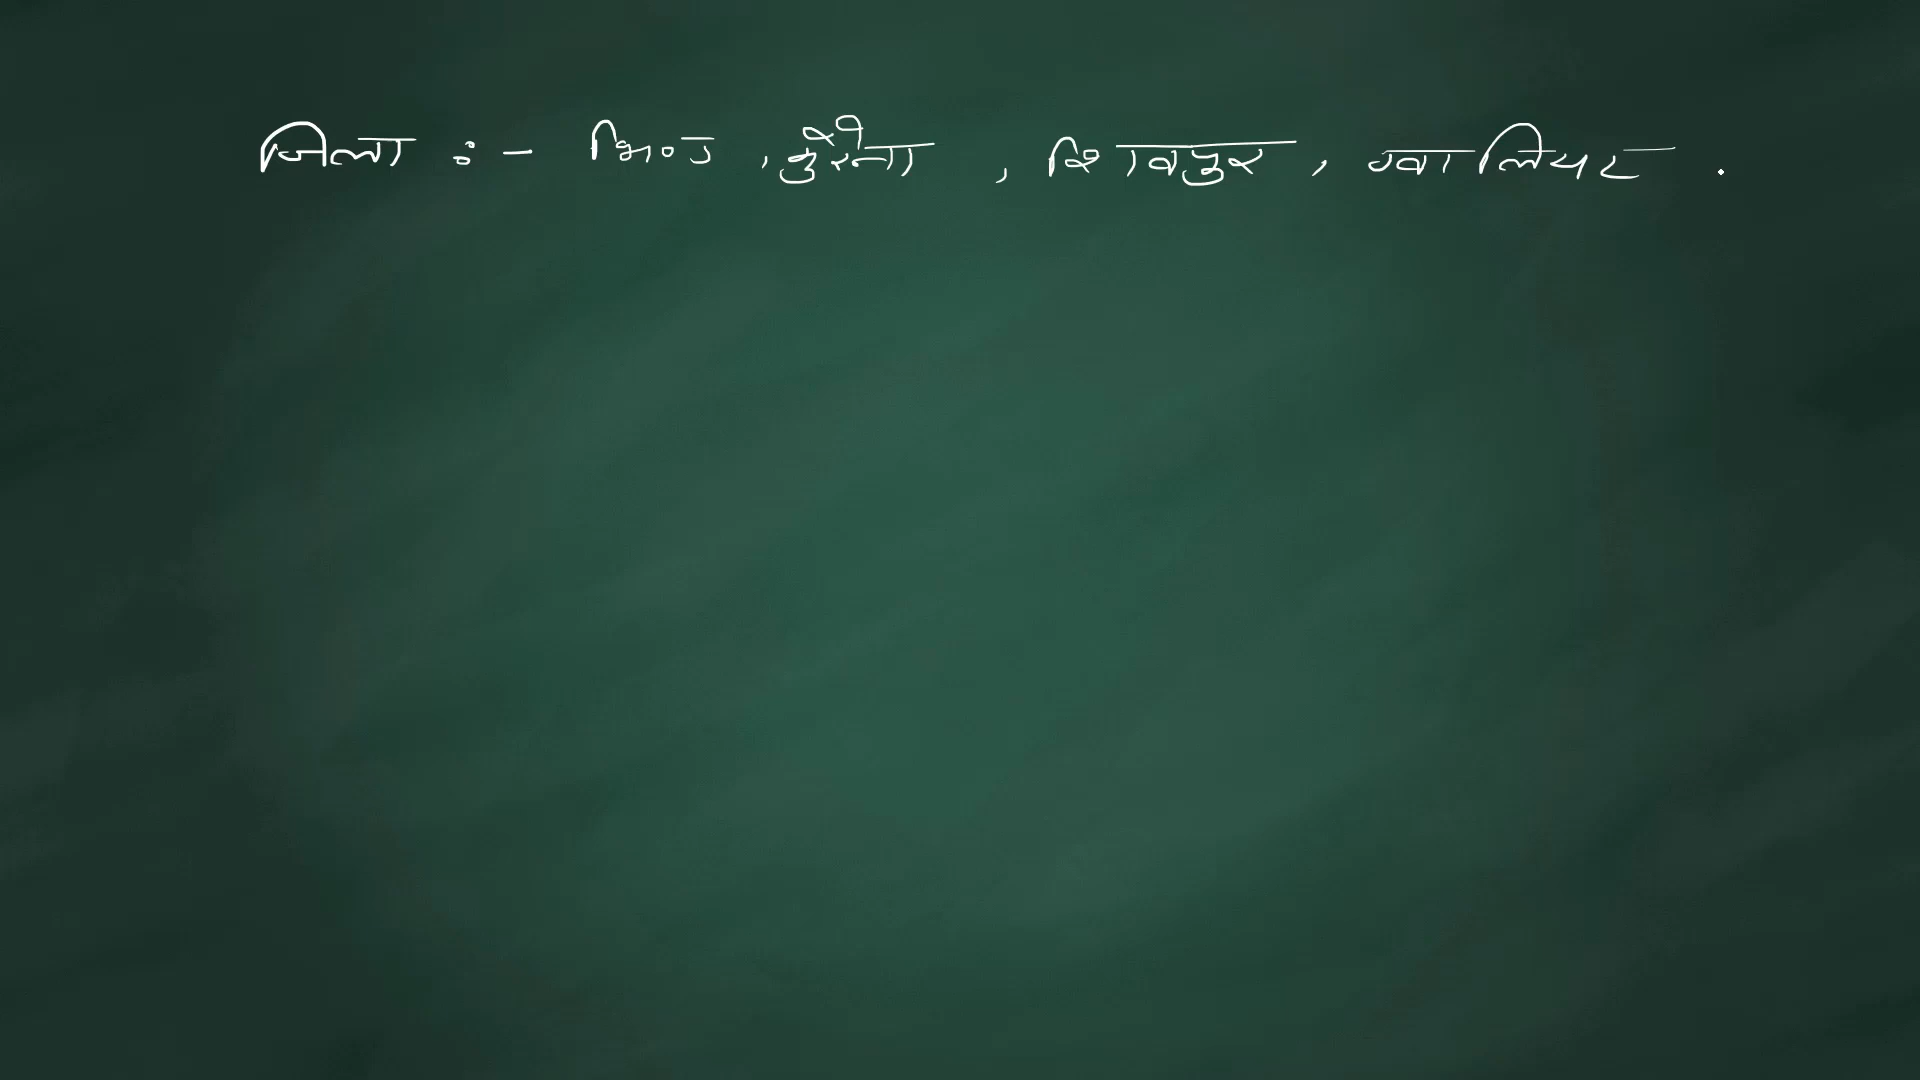 जिला :- भिण्ड, मुरैना, शिवपुर, ग्वालियर